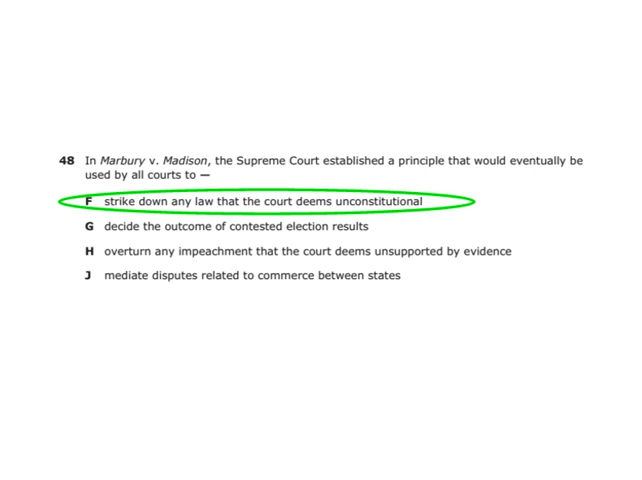 48 In Marbury v. Madison, the Supreme Court established a principle that would eventually be
used by all courts to —
F strike down any law that the court deems unconstitutional
G decide the outcome of contested election results
H overturn any impeachment that the court deems unsupported by evidence
J mediate disputes related to commerce between states